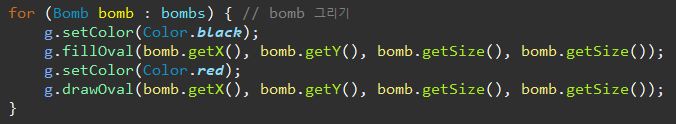 for (Bomb bomb : bombs) { // bomb 그리기
    g.setColor(Color.black);
    g.fillOval(bomb.getX(), bomb.getY(), bomb.getSize(), bomb.getSize());
    g.setColor(Color.red);
    g.drawOval(bomb.getX(), bomb.getY(), bomb.getSize(), bomb.getSize());
}